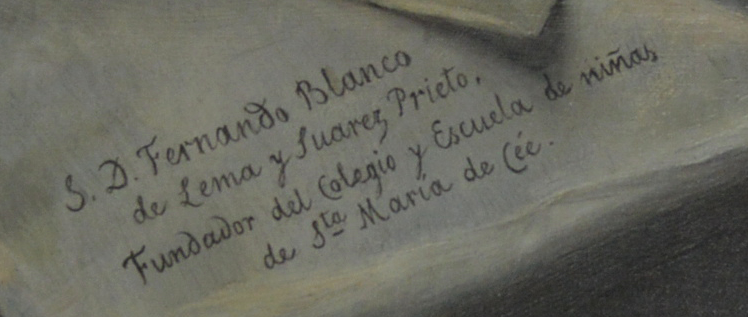 S. D. Fernando Blanco
de Lema y Suarez Prieto,
Fundador del Colegio y Escuela de niñas
de Sta María de Cée.